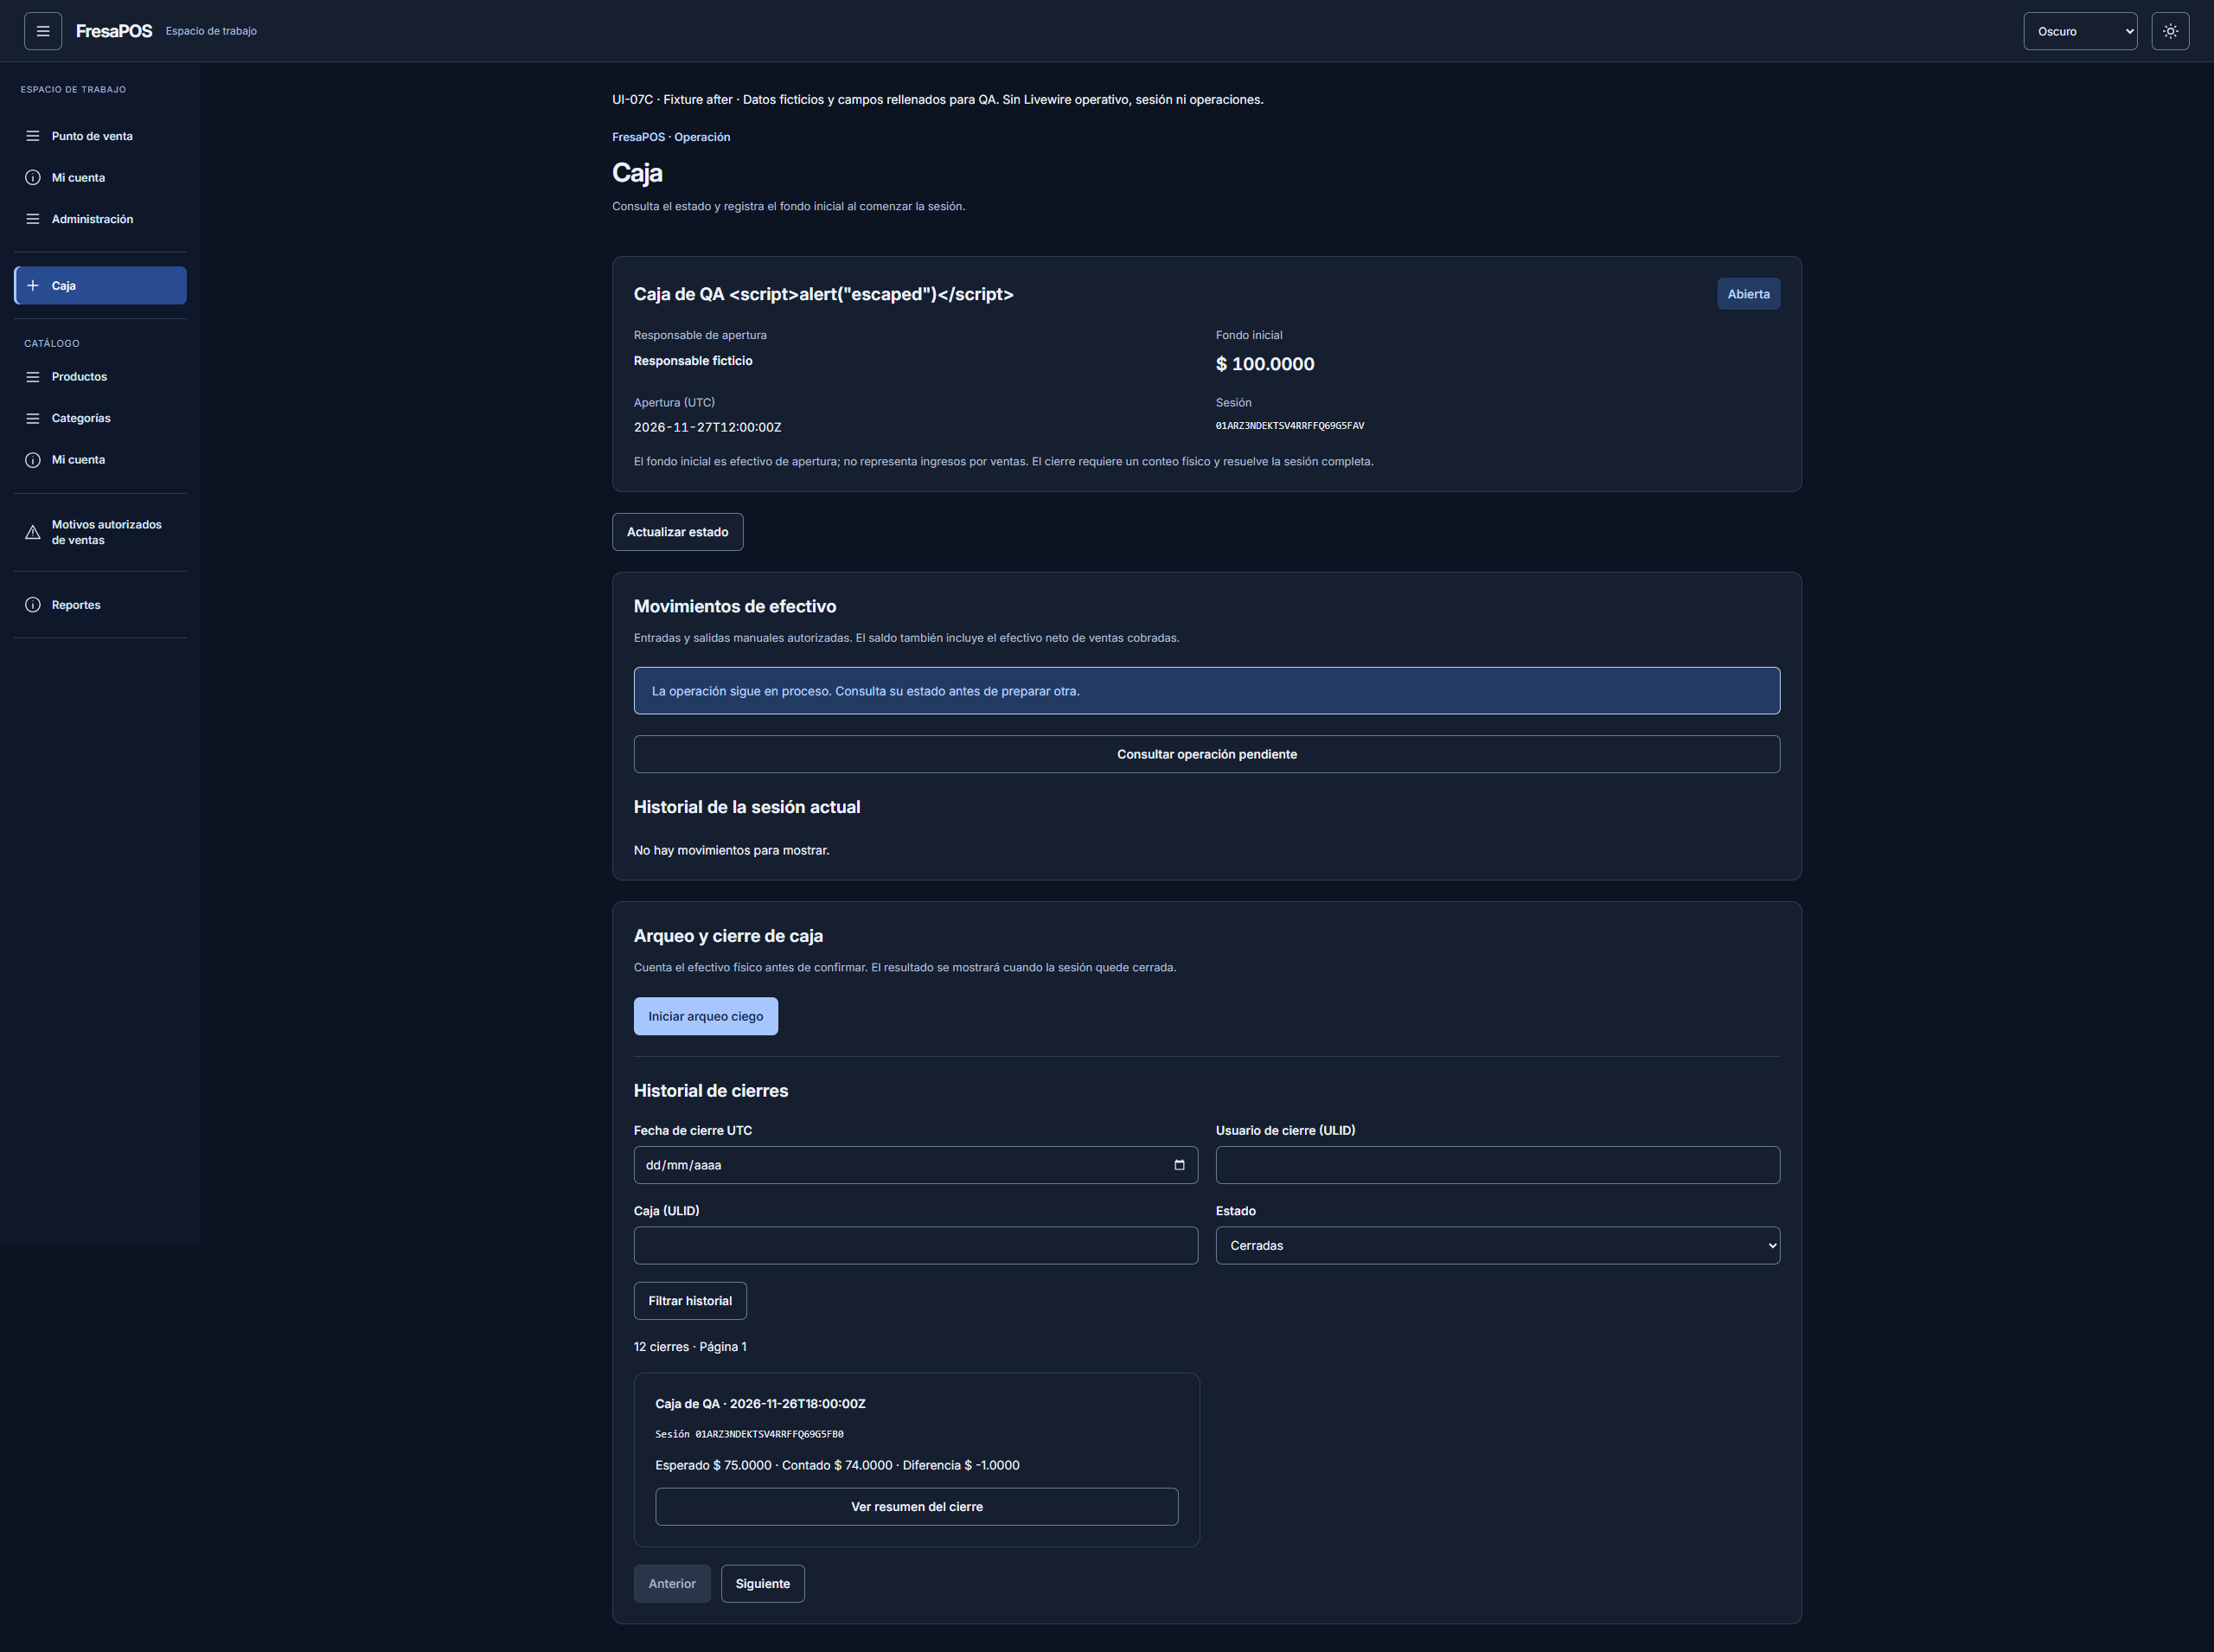 FresaPOS
Espacio de trabajo
Oscuro
ESPACIO DE TRABAJO
Punto de venta
Mi cuenta
Administración
Caja
CATÁLOGO
Productos
Categorías
Mi cuenta
Motivos autorizados
de ventas
Reportes
UI-07C · Fixture after · Datos ficticios y campos rellenados para QA. Sin Livewire operativo, sesión ni operaciones.
FresaPOS · Operación
Caja
Consulta el estado y registra el fondo inicial al comenzar la sesión.
Caja de QA <script>alert("escaped")</script>
Abierta
Responsable de apertura
Responsable ficticio
Fondo inicial
$ 100.0000
Apertura (UTC)
2026-11-27T12:00:00Z
Sesión
01ARZ3NDEKTSV4RRFFQ69G5FAV
El fondo inicial es efectivo de apertura; no representa ingresos por ventas. El cierre requiere un conteo físico y resuelve la sesión completa.
Actualizar estado
Movimientos de efectivo
Entradas y salidas manuales autorizadas. El saldo también incluye el efectivo neto de ventas cobradas.
La operación sigue en proceso. Consulta su estado antes de preparar otra.
Consultar operación pendiente
Historial de la sesión actual
No hay movimientos para mostrar.
Arqueo y cierre de caja
Cuenta el efectivo físico antes de confirmar. El resultado se mostrará cuando la sesión quede cerrada.
Iniciar arqueo ciego
Historial de cierres
Fecha de cierre UTC
dd/mm/aaaa
Usuario de cierre (ULID)
Caja (ULID)
Estado
Cerradas
Filtrar historial
12 cierres · Página 1
Caja de QA · 2026-11-26T18:00:00Z
Sesión 01ARZ3NDEKTSV4RRFFQ69G5FB0
Esperado $ 75.0000 · Contado $ 74.0000 · Diferencia $ -1.0000
Ver resumen del cierre
Anterior
Siguiente